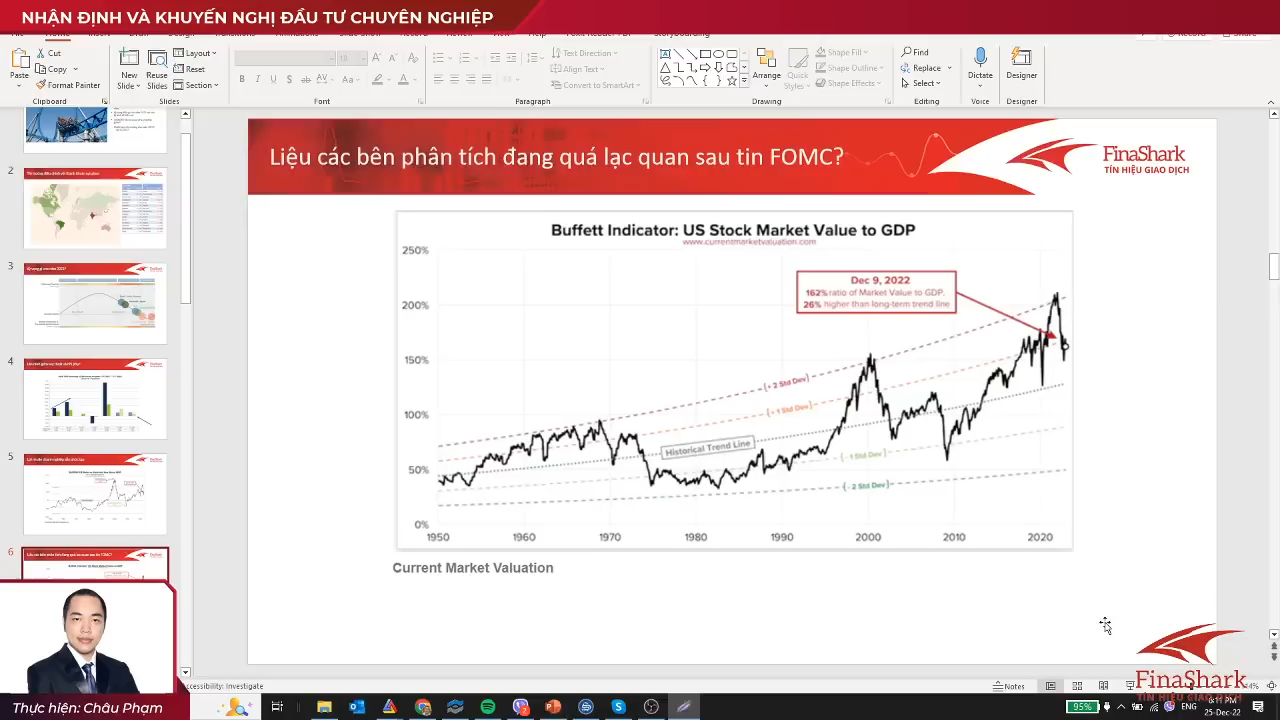 NHẬN ĐỊNH VÀ KHUYẾN NGHỊ ĐẦU TƯ CHUYÊN NGHIỆP
Cut
Copy
Format Painter
Paste
Clipboard
New
Slides
Reuse
Slides
Layout
Reset
Section
Slides
Font
Text Direction
Align Text
Convert to SmartArt
Paragraph
Arrange
Quick
Styles
Shape Fill
Shape Outline
Shape Effects
Drawing
Find
Replace
Select
Editing
Dictate
Voice
Designer
Designer
4
6
Liệu các bên phân tích đang quá lạc quan sau tin FOMC?
FinaShark
TÍN HIỆU GIAO DỊCH
Buffett Indicator: US Stock Market Value to GDP
www.currentmarketvaluation.com
250%
200%
150%
100%
50%
0%
Dec 9, 2022
162% ratio of Market Value to GDP,
26% higher than long-term trend line
(+ 2 Std Dev)
(+ 1 Std Dev)
Historical Trend Line
Dev)
(- 2 Std Dev)
1950 1960 1970 1980 1990 2000 2010 2020
Current Market Valuation
Accessibility: Investigate
Notes
FinaShark
TÍN HIỆU GIAO DỊCH
Thực hiện: Châu Phạm
95%
ENG
25-Dec-22